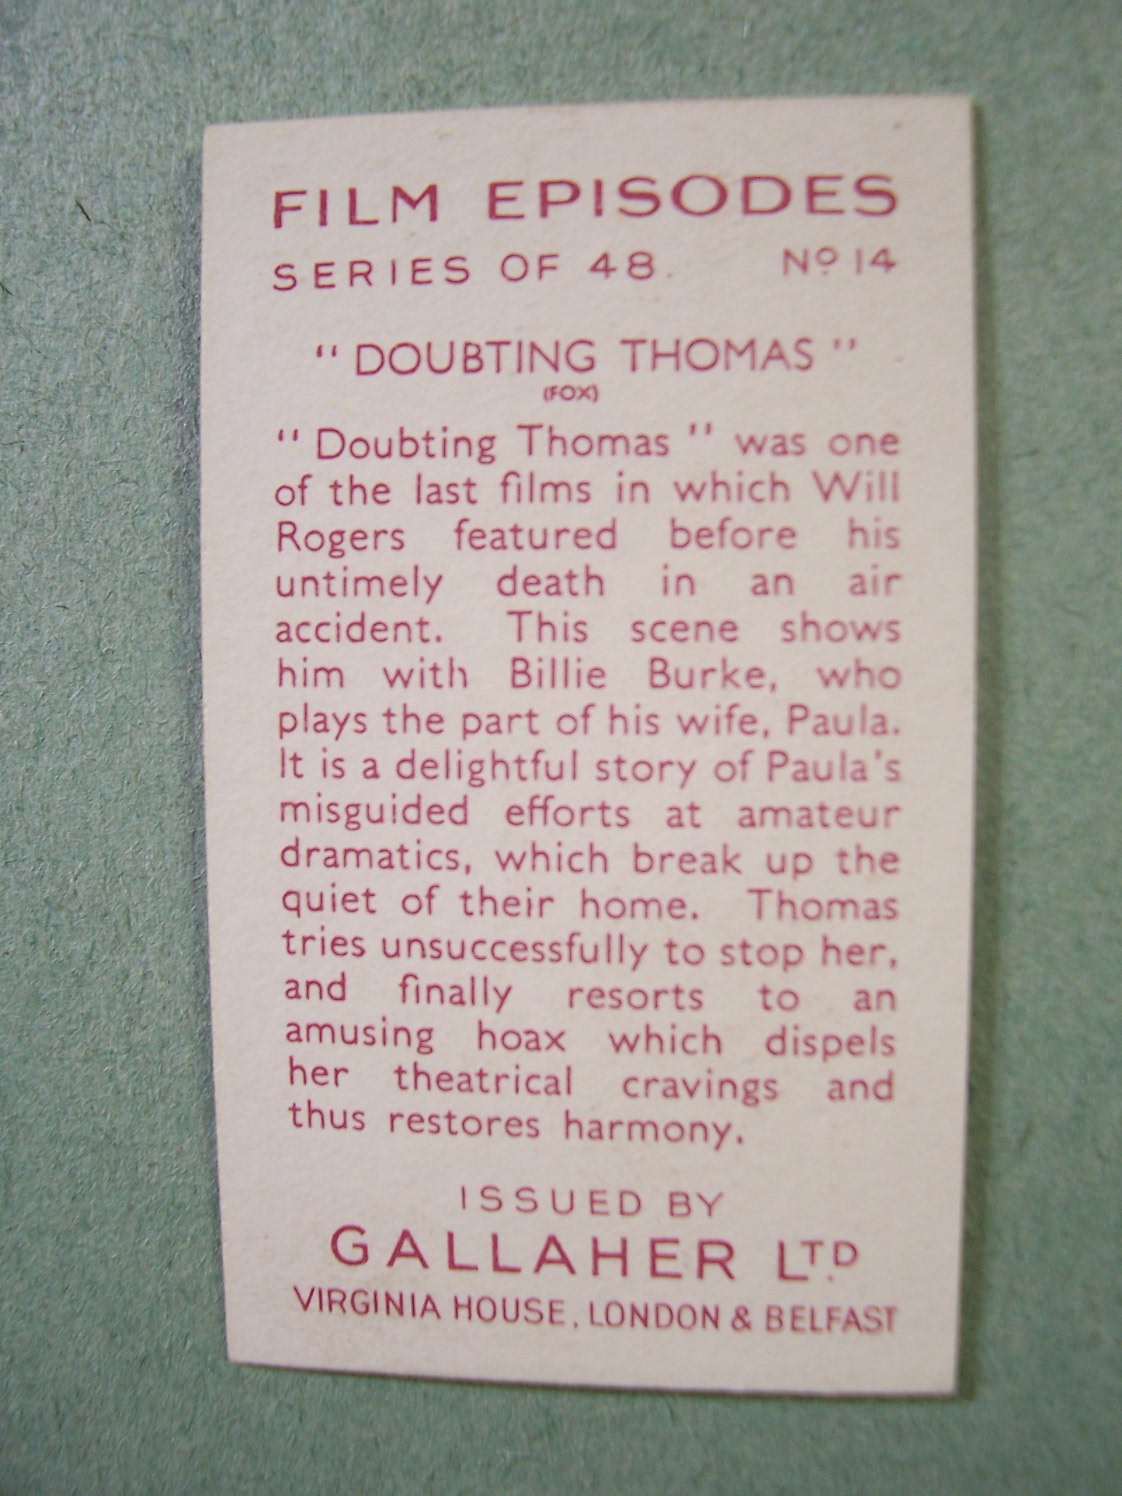 FILM EPISODES
SERIES OF 48. Nº 14
" DOUBTING THOMAS "
(FOX)
" Doubting Thomas " was one
of the last films in which Will
Rogers featured before his
untimely death in an air
accident. This scene shows
him with Billie Burke, who
plays the part of his wife, Paula.
It is a delightful story of Paula's
misguided efforts at amateur
dramatics, which break up the
quiet of their home. Thomas
tries unsuccessfully to stop her,
and finally resorts to an
amusing hoax which dispels
her theatrical cravings and
thus restores harmony.
ISSUED BY
GALLAHER LTD
VIRGINIA HOUSE, LONDON & BELFAST